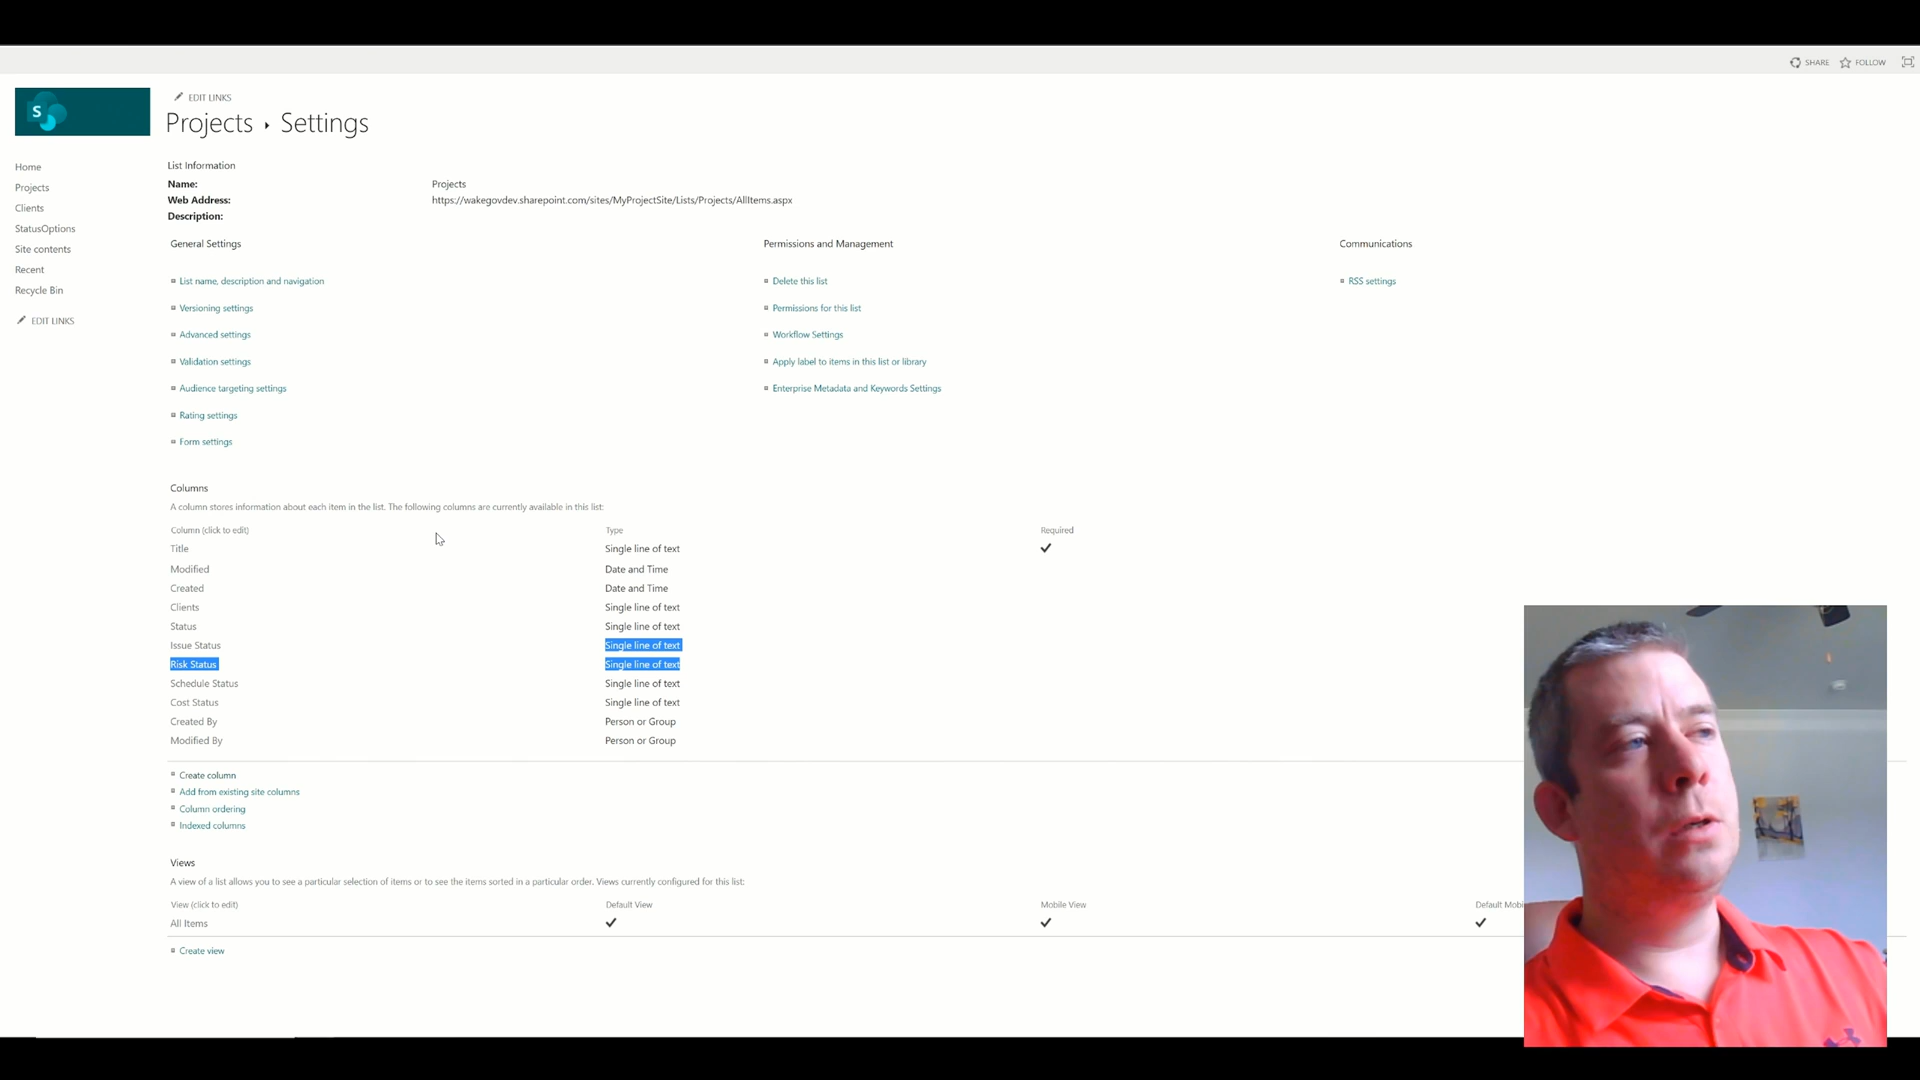 SHARE FOLLOW
S
EDIT LINKS
Projects Settings
Home
Projects
Clients
StatusOptions
Site contents
Recent
Recycle Bin
EDIT LINKS
List Information
Name: Projects
Web Address: https://wakegovdev.sharepoint.com/sites/MyProjectSite/Lists/Projects/AllItems.aspx
Description:
General Settings Permissions and Management Communications
List name, description and navigation Delete this list RSS settings
Versioning settings Permissions for this list
Advanced settings Workflow Settings
Validation settings Apply label to items in this list or library
Audience targeting settings Enterprise Metadata and Keywords Settings
Rating settings
Form settings
Columns
A column stores information about each item in the list. The following columns are currently available in this list:
Column (click to edit) Type Required
Title Single line of text
Modified Date and Time
Created Date and Time
Clients Single line of text
Status Single line of text
Issue Status Single line of text
Risk Status Single line of text
Schedule Status Single line of text
Cost Status Single line of text
Created By Person or Group
Modified By Person or Group
Create column
Add from existing site columns
Column ordering
Indexed columns
Views
A view of a list allows you to see a particular selection of items or to see the items sorted in a particular order. Views currently configured for this list:
View (click to edit) Default View Mobile View Default Mobi
All Items
Create view